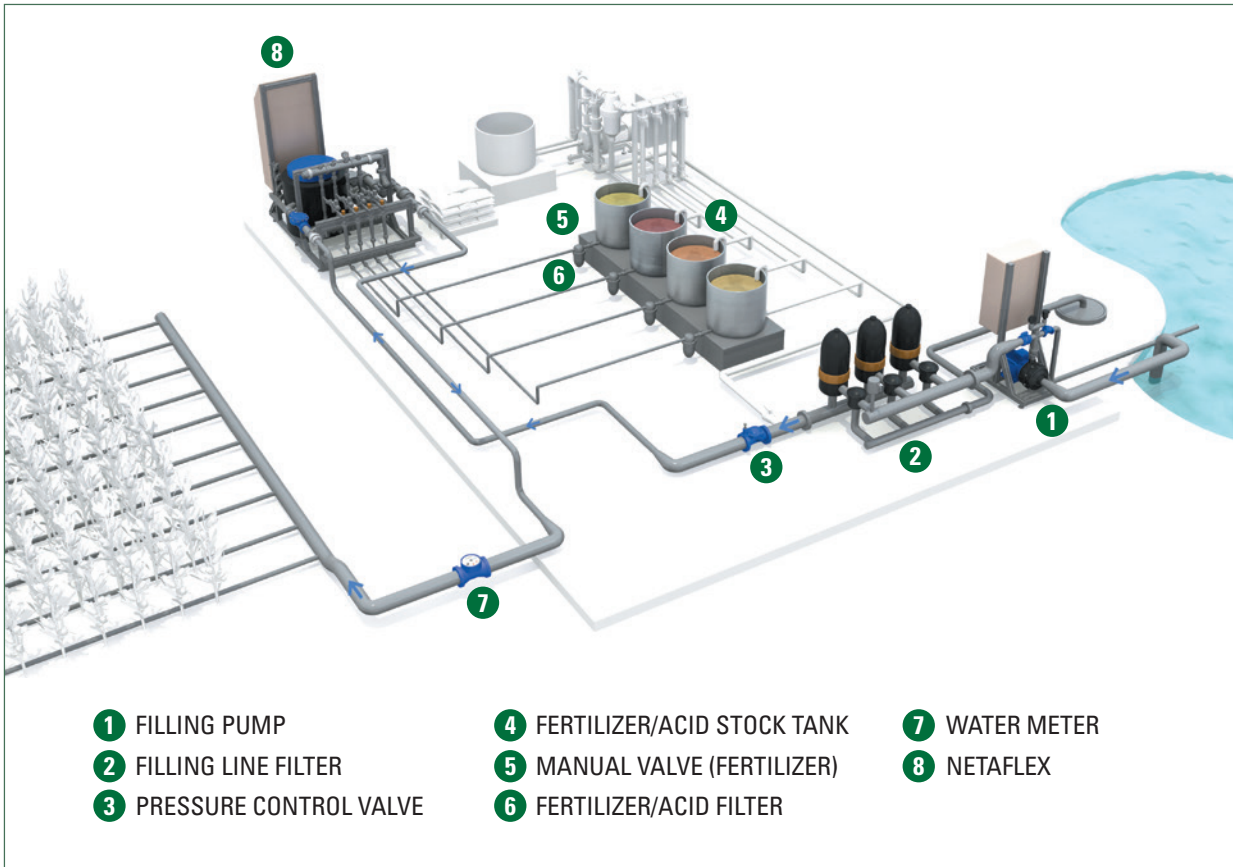 8
5
4
6
1
2
3
7
1 FILLING PUMP
2 FILLING LINE FILTER
3 PRESSURE CONTROL VALVE
4 FERTILIZER/ACID STOCK TANK
5 MANUAL VALVE (FERTILIZER)
6 FERTILIZER/ACID FILTER
7 WATER METER
8 NETAFLEX